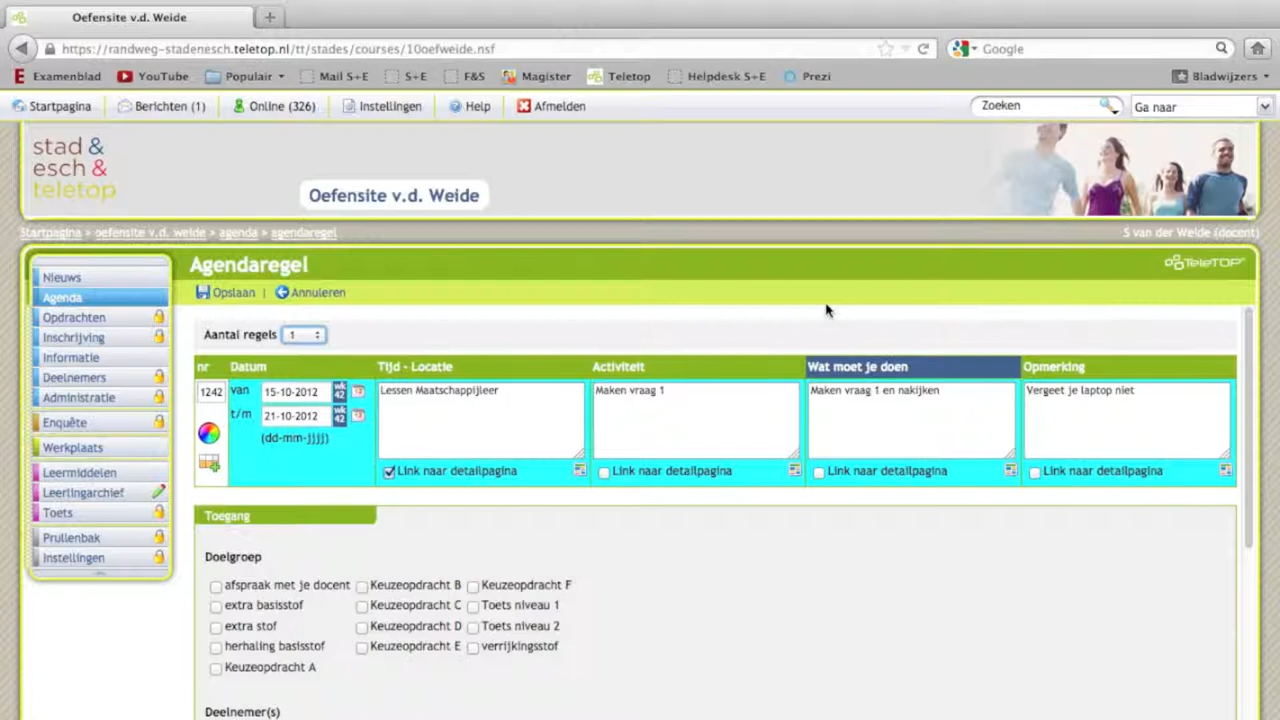 Oefensite v.d. Weide
https://randweg-stadenesch.teletop.nl/tt/stades/courses/10oefweide.nsf
Google
Examenblad YouTube Populair Mail S+E S+E F&S Magister Teletop Helpdesk S+E Prezi Bladwijzers
Startpagina Berichten (1) Online (326) Instellingen Help Afmelden Zoeken Ga naar
stad &
esch &
teletop
Oefensite v.d. Weide
Startpagina » oefensite v.d. weide » agenda » agendaregel
S van der Weide (docent)
Agendaregel
TeleTOP
Opslaan | Annuleren
Nieuws
Agenda
Opdrachten
Inschrijving
Informatie
Deelnemers
Administratie
Enquête
Werkplaats
Leermiddelen
Leerlingarchief
Toets
Prullenbak
Instellingen
Aantal regels 1
nr Datum Tijd - Locatie Activiteit Wat moet je doen Opmerking
1242 van 15-10-2012 wk 42 Lessen Maatschappijleer Maken vraag 1 Maken vraag 1 en nakijken Vergeet je laptop niet
t/m 21-10-2012 wk 42
(dd-mm-jjjj)
Link naar detailpagina Link naar detailpagina Link naar detailpagina Link naar detailpagina
Toegang
Doelgroep
afspraak met je docent Keuzeopdracht B Keuzeopdracht F
extra basisstof Keuzeopdracht C Toets niveau 1
extra stof Keuzeopdracht D Toets niveau 2
herhaling basisstof Keuzeopdracht E verrijkingsstof
Keuzeopdracht A
Deelnemer(s)